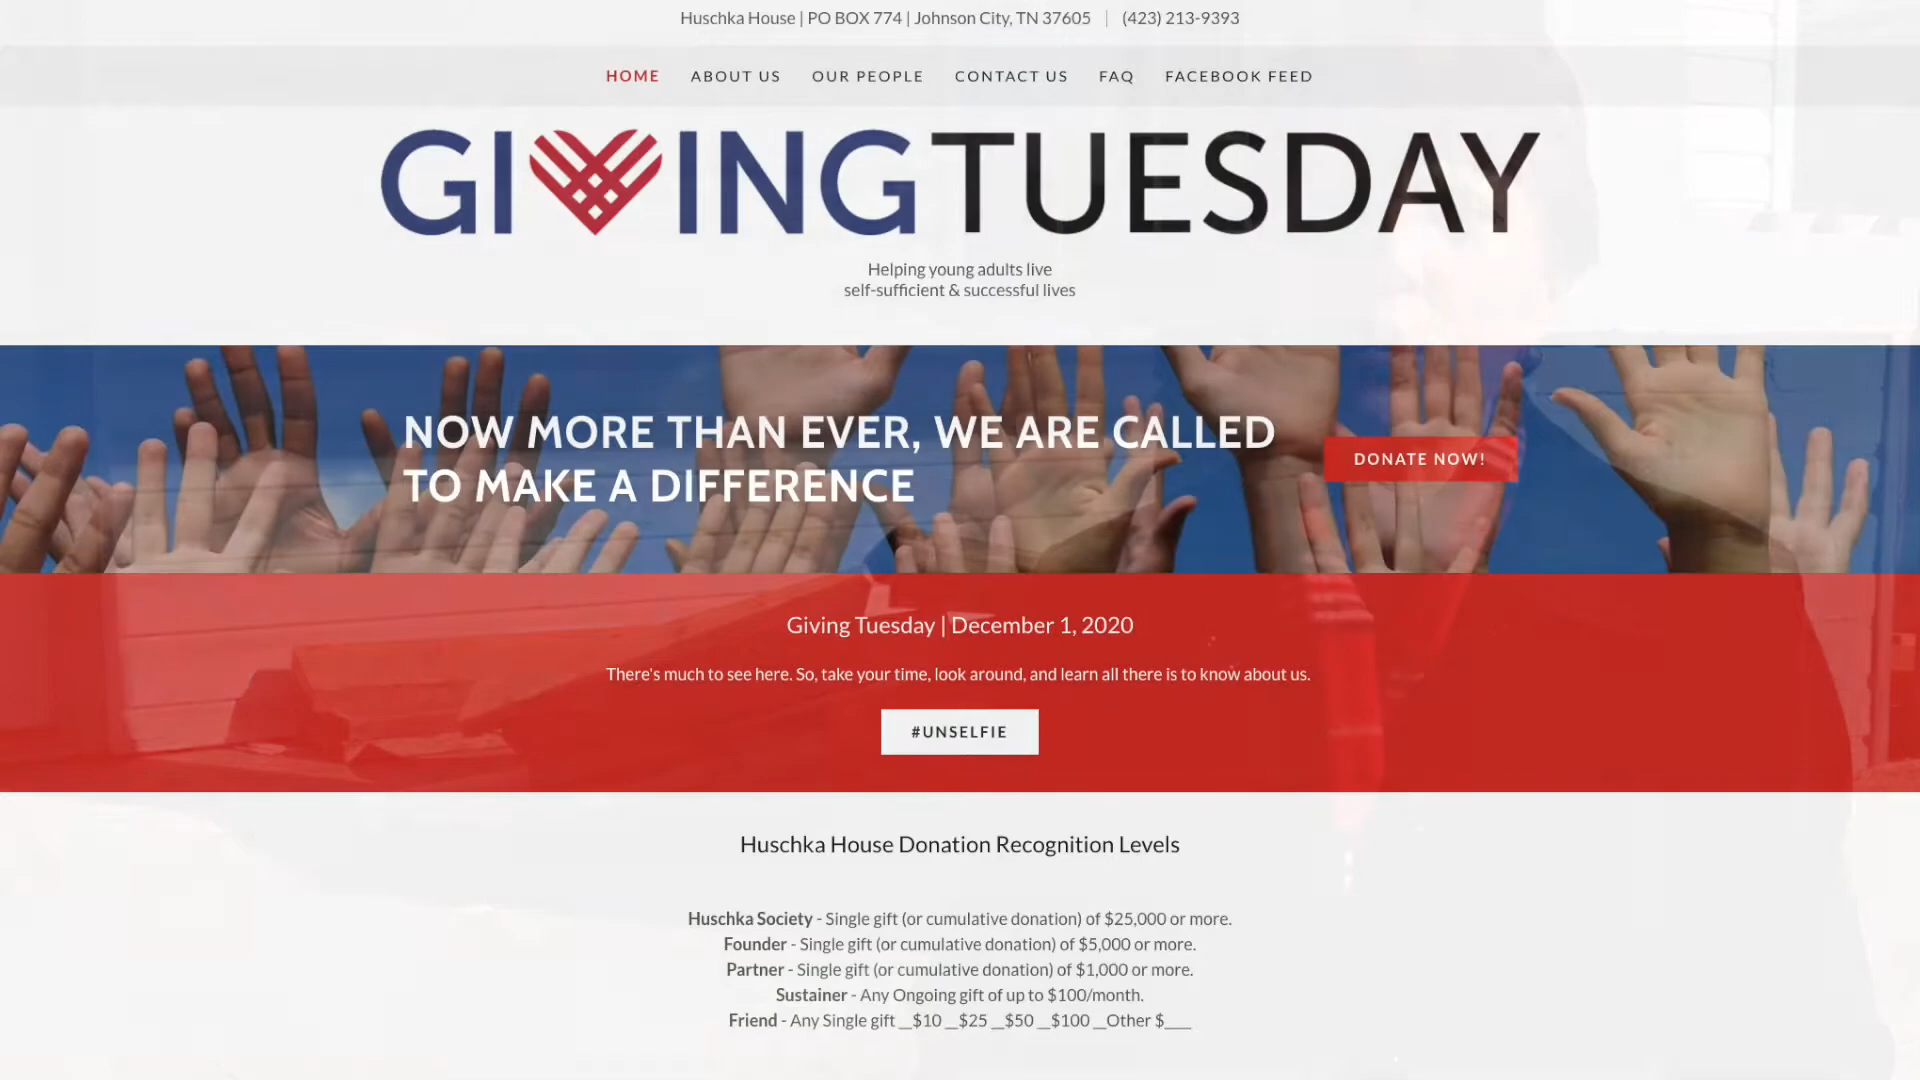 Huschka House | PO BOX 774 | Johnson City, TN 37605 | (423) 213-9393
HOME ABOUT US OUR PEOPLE CONTACT US FAQ FACEBOOK FEED
GIVINGTUESDAY
Helping young adults live
self-sufficient & successful lives
NOW MORE THAN EVER, WE ARE CALLED
TO MAKE A DIFFERENCE
DONATE NOW!
Giving Tuesday | December 1, 2020
There's much to see here. So, take your time, look around, and learn all there is to know about us.
#UNSELFIE
Huschka House Donation Recognition Levels
Huschka Society - Single gift (or cumulative donation) of $25,000 or more.
Founder - Single gift (or cumulative donation) of $5,000 or more.
Partner - Single gift (or cumulative donation) of $1,000 or more.
Sustainer - Any Ongoing gift of up to $100/month.
Friend - Any Single gift __$10 __$25 __$50 __$100 __Other $____